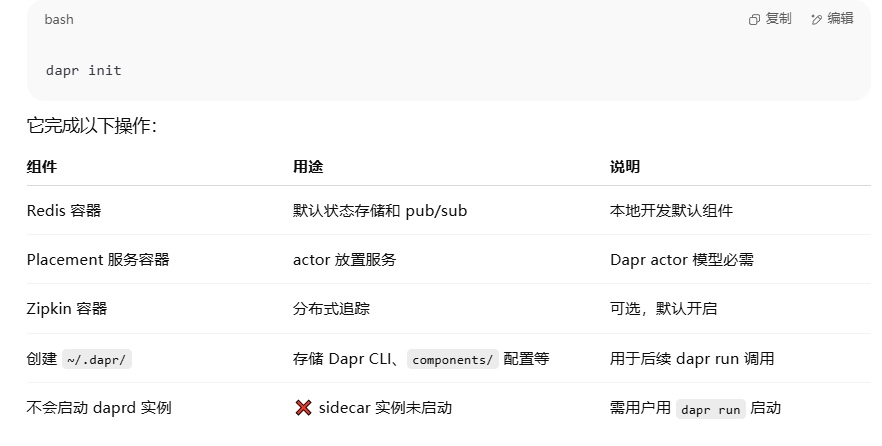 bash 复制 编辑
dapr init
它完成以下操作：
组件 用途 说明
Redis 容器 默认状态存储和 pub/sub 本地开发默认组件
Placement 服务容器 actor 放置服务 Dapr actor 模型必需
Zipkin 容器 分布式追踪 可选，默认开启
创建 ~/.dapr/ 存储 Dapr CLI、components/ 配置等 用于后续 dapr run 调用
不会启动 daprd 实例 ❌ sidecar 实例未启动 需用户用 dapr run 启动